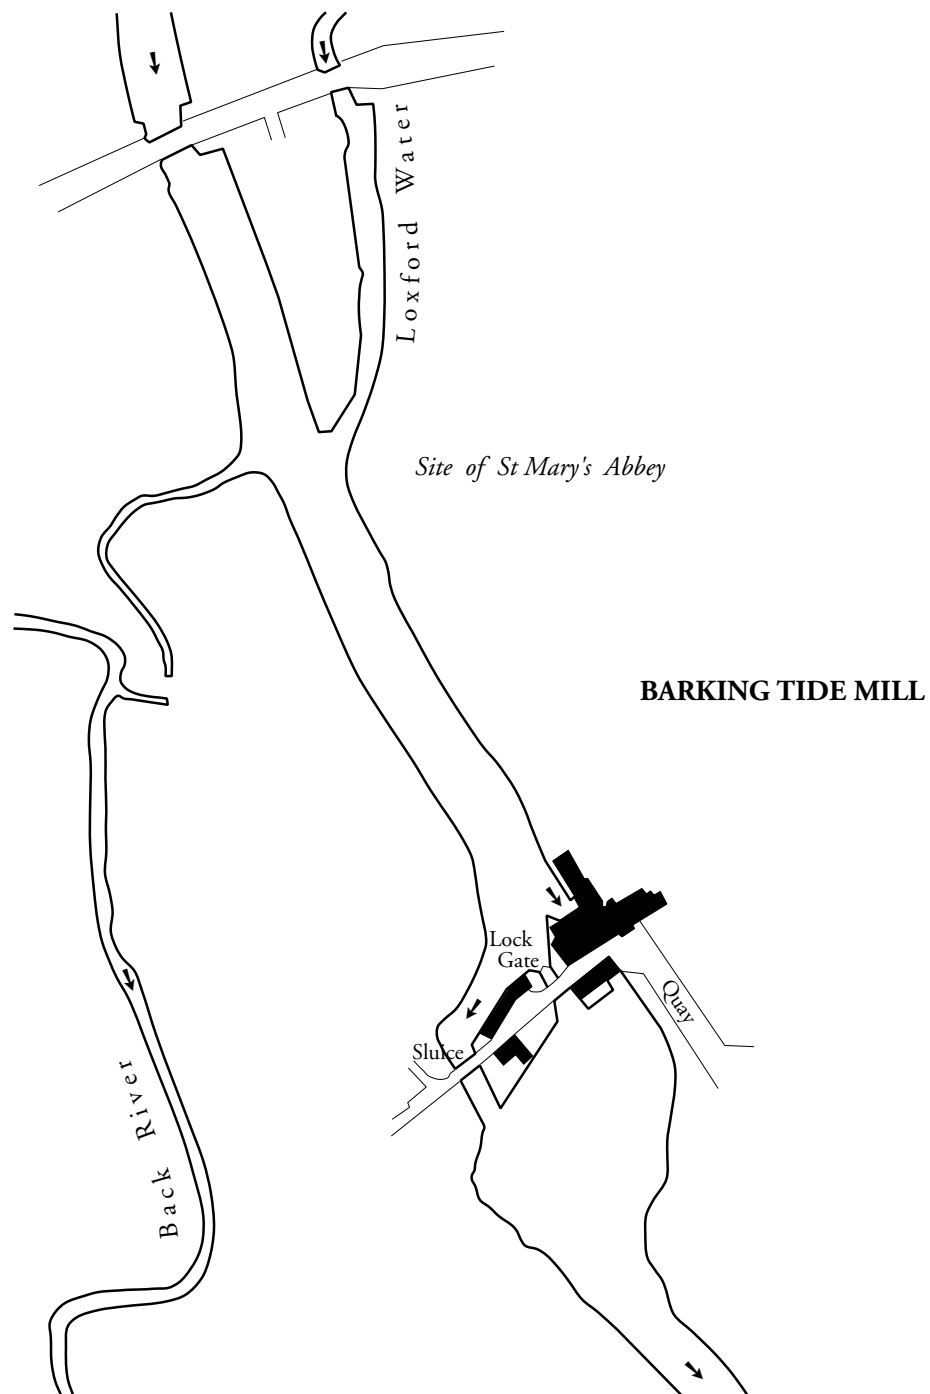 Loxford Water
Site of St Mary's Abbey
BARKING TIDE MILL
Lock
Gate
Quay
Sluice
Back River